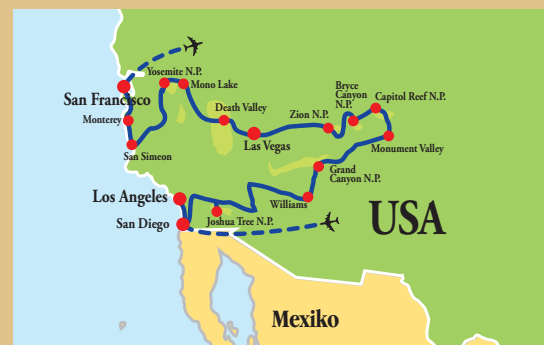 Yosemite N.P.
Mono Lake
San Francisco
Monterey
San Simeon
Death Valley
Las Vegas
Zion N.P.
Bryce
Canyon
N.P.
Capitol Reef N.P.
Monument Valley
Grand
Canyon N.P.
Williams
Los Angeles
San Diego
Joshua Tree N.P.
USA
Mexiko